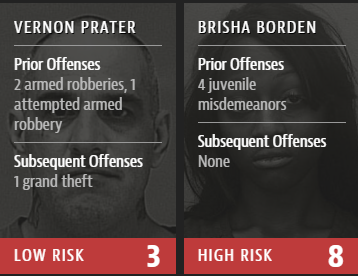 VERNON PRATER
Prior Offenses
2 armed robberies, 1
attempted armed
robbery
Subsequent Offenses
1 grand theft
LOW RISK 3
BRISHA BORDEN
Prior Offenses
4 juvenile
misdemeanors
Subsequent Offenses
None
HIGH RISK 8